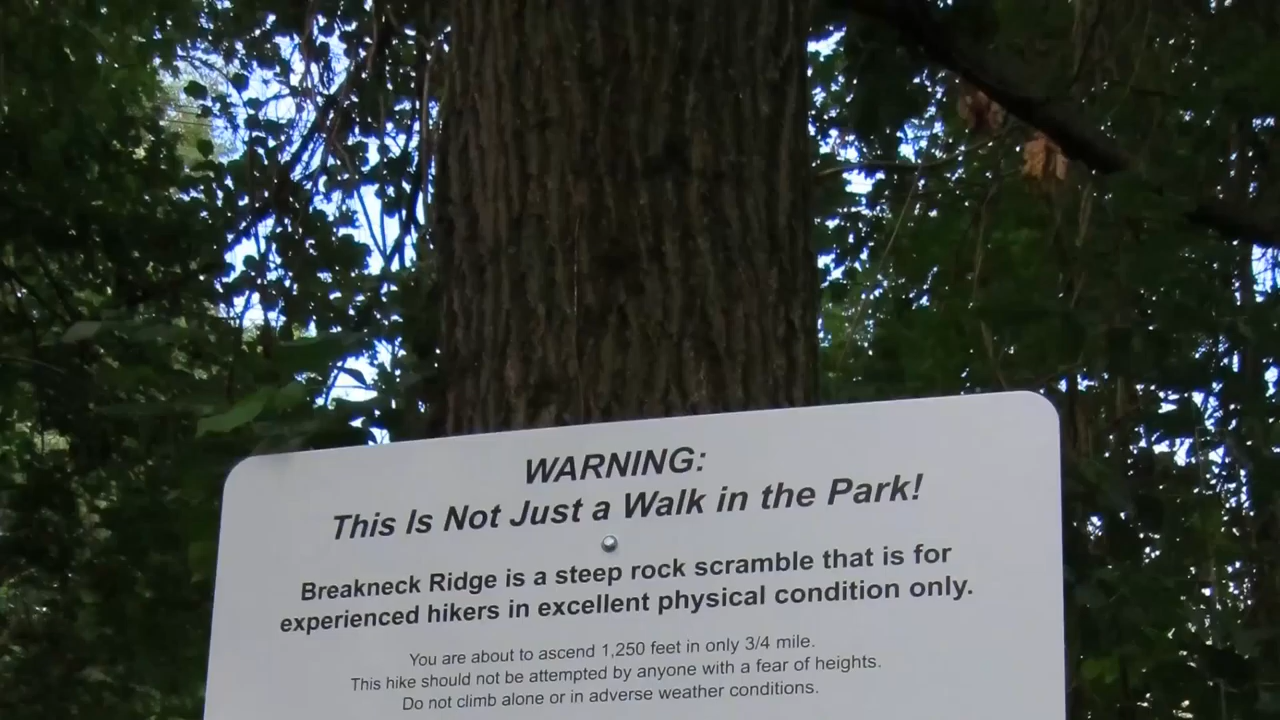 WARNING:
This Is Not Just a Walk in the Park!
Breakneck Ridge is a steep rock scramble that is for
experienced hikers in excellent physical condition only.
You are about to ascend 1,250 feet in only 3/4 mile.
This hike should not be attempted by anyone with a fear of heights.
Do not climb alone or in adverse weather conditions.